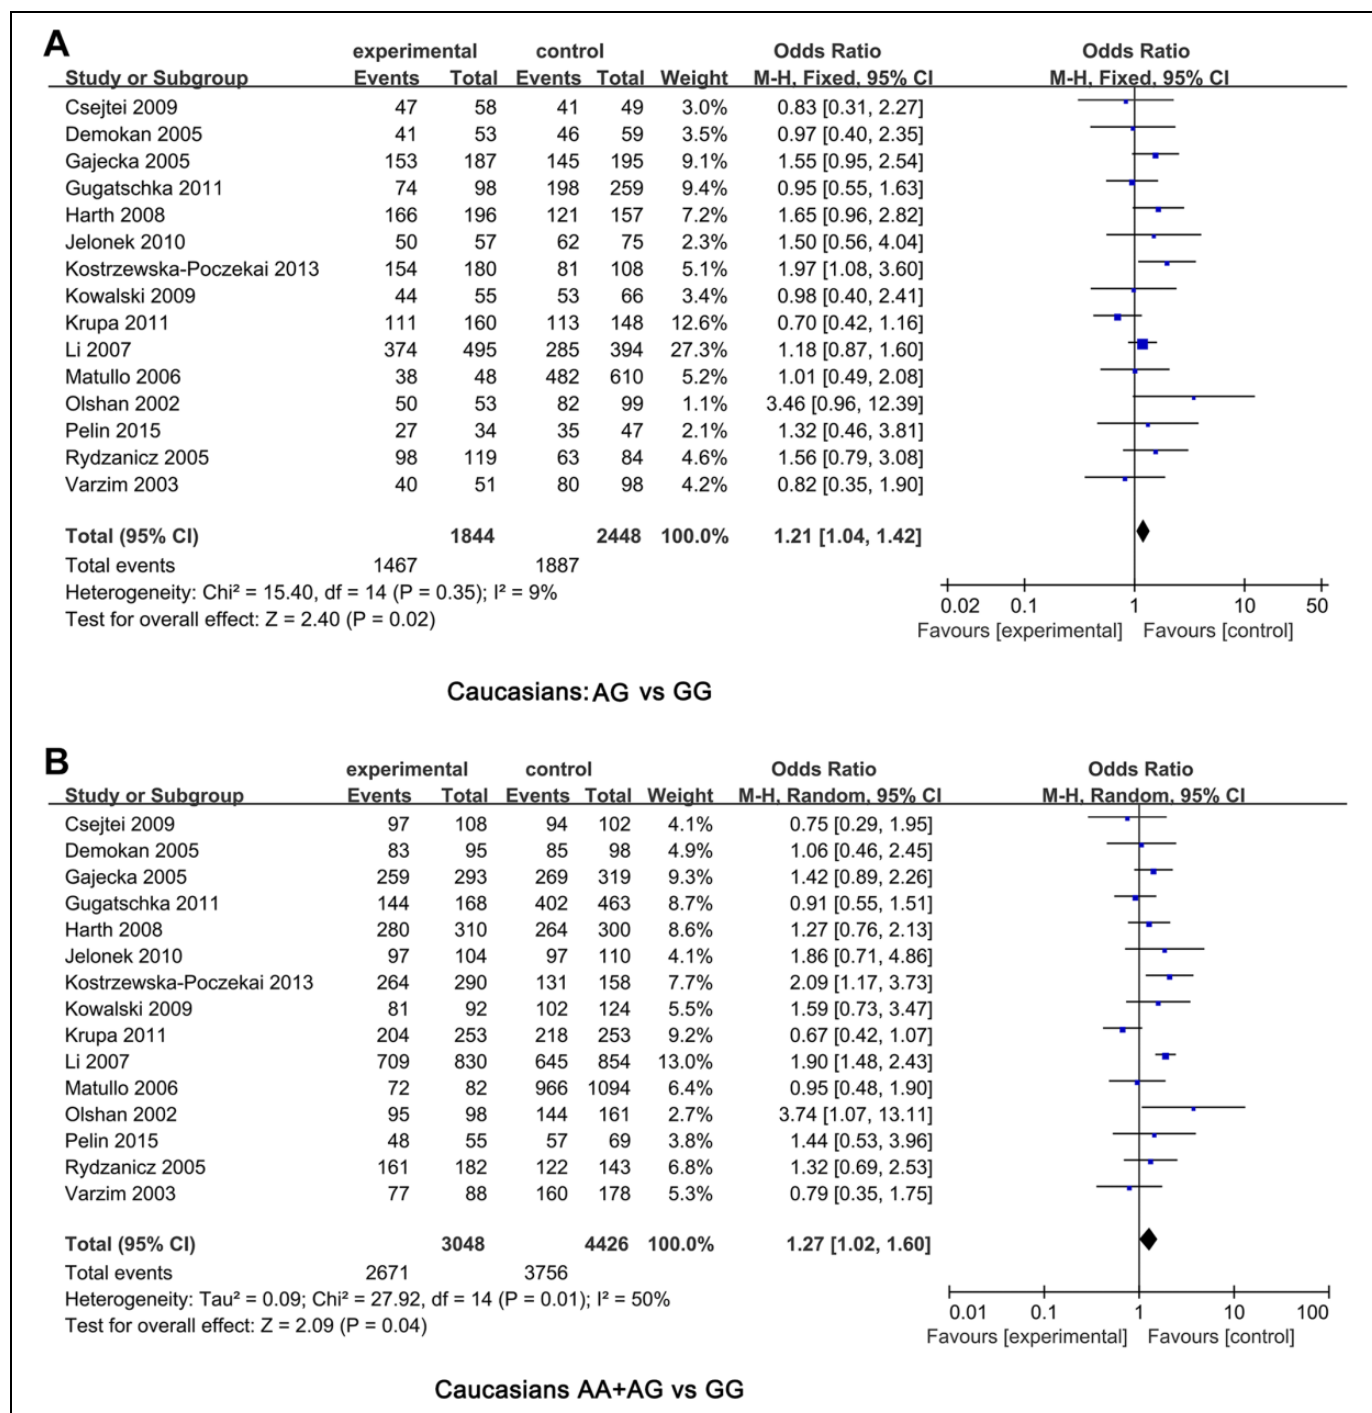 A
experimental control Odds Ratio Odds Ratio
Study or Subgroup Events Total Events Total Weight M-H, Fixed, 95% CI M-H, Fixed, 95% CI
Csejtei 2009 47 58 41 49 3.0% 0.83 [0.31, 2.27]
Demokan 2005 41 53 46 59 3.5% 0.97 [0.40, 2.35]
Gajecka 2005 153 187 145 195 9.1% 1.55 [0.95, 2.54]
Gugatschka 2011 74 98 198 259 9.4% 0.95 [0.55, 1.63]
Harth 2008 166 196 121 157 7.2% 1.65 [0.96, 2.82]
Jelonek 2010 50 57 62 75 2.3% 1.50 [0.56, 4.04]
Kostrzewska-Poczekai 2013 154 180 81 108 5.1% 1.97 [1.08, 3.60]
Kowalski 2009 44 55 53 66 3.4% 0.98 [0.40, 2.41]
Krupa 2011 111 160 113 148 12.6% 0.70 [0.42, 1.16]
Li 2007 374 495 285 394 27.3% 1.18 [0.87, 1.60]
Matullo 2006 38 48 482 610 5.2% 1.01 [0.49, 2.08]
Olshan 2002 50 53 82 99 1.1% 3.46 [0.96, 12.39]
Pelin 2015 27 34 35 47 2.1% 1.32 [0.46, 3.81]
Rydzanicz 2005 98 119 63 84 4.6% 1.56 [0.79, 3.08]
Varzim 2003 40 51 80 98 4.2% 0.82 [0.35, 1.90]
Total (95% CI) 1844 2448 100.0% 1.21 [1.04, 1.42]
Total events 1467 1887
Heterogeneity: Chi² = 15.40, df = 14 (P = 0.35); I² = 9%
Test for overall effect: Z = 2.40 (P = 0.02)
0.02 0.1 1 10 50
Favours [experimental] Favours [control]
Caucasians: AG vs GG
B
experimental control Odds Ratio Odds Ratio
Study or Subgroup Events Total Events Total Weight M-H, Random, 95% CI M-H, Random, 95% CI
Csejtei 2009 97 108 94 102 4.1% 0.75 [0.29, 1.95]
Demokan 2005 83 95 85 98 4.9% 1.06 [0.46, 2.45]
Gajecka 2005 259 293 269 319 9.3% 1.42 [0.89, 2.26]
Gugatschka 2011 144 168 402 463 8.7% 0.91 [0.55, 1.51]
Harth 2008 280 310 264 300 8.6% 1.27 [0.76, 2.13]
Jelonek 2010 97 104 97 110 4.1% 1.86 [0.71, 4.86]
Kostrzewska-Poczekai 2013 264 290 131 158 7.7% 2.09 [1.17, 3.73]
Kowalski 2009 81 92 102 124 5.5% 1.59 [0.73, 3.47]
Krupa 2011 204 253 218 253 9.2% 0.67 [0.42, 1.07]
Li 2007 709 830 645 854 13.0% 1.90 [1.48, 2.43]
Matullo 2006 72 82 966 1094 6.4% 0.95 [0.48, 1.90]
Olshan 2002 95 98 144 161 2.7% 3.74 [1.07, 13.11]
Pelin 2015 48 55 57 69 3.8% 1.44 [0.53, 3.96]
Rydzanicz 2005 161 182 122 143 6.8% 1.32 [0.69, 2.53]
Varzim 2003 77 88 160 178 5.3% 0.79 [0.35, 1.75]
Total (95% CI) 3048 4426 100.0% 1.27 [1.02, 1.60]
Total events 2671 3756
Heterogeneity: Tau² = 0.09; Chi² = 27.92, df = 14 (P = 0.01); I² = 50%
Test for overall effect: Z = 2.09 (P = 0.04)
0.01 0.1 1 10 100
Favours [experimental] Favours [control]
Caucasians AA+AG vs GG